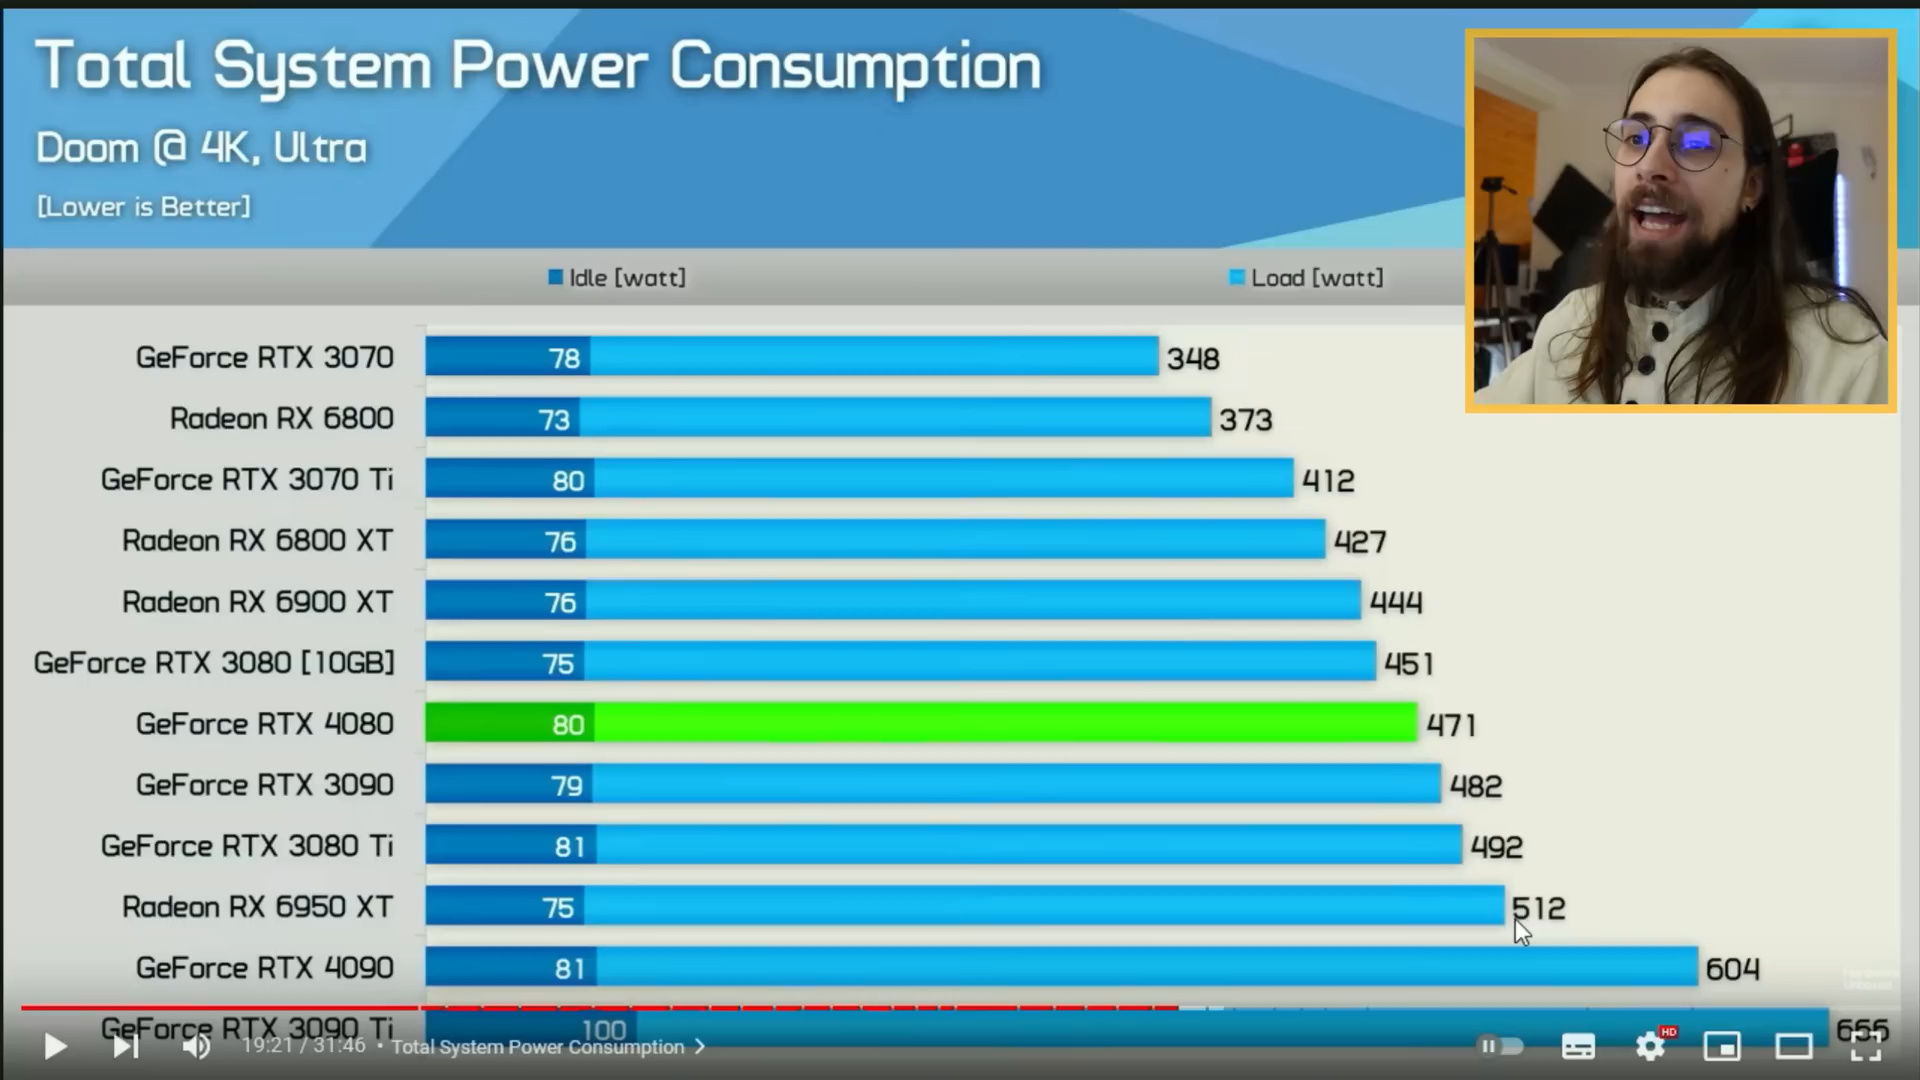 Total System Power Consumption
Doom @ 4K, Ultra
[Lower is Better]
Idle [watt]
Load [watt]
GeForce RTX 3070 78 348
Radeon RX 6800 73 373
GeForce RTX 3070 Ti 80 412
Radeon RX 6800 XT 76 427
Radeon RX 6900 XT 76 444
GeForce RTX 3080 [10GB] 75 451
GeForce RTX 4080 80 471
GeForce RTX 3090 79 482
GeForce RTX 3080 Ti 81 492
Radeon RX 6950 XT 75 512
GeForce RTX 4090 81 604
GeForce RTX 3090 Ti 100
19:21 / 31:46 • Total System Power Consumption
HD